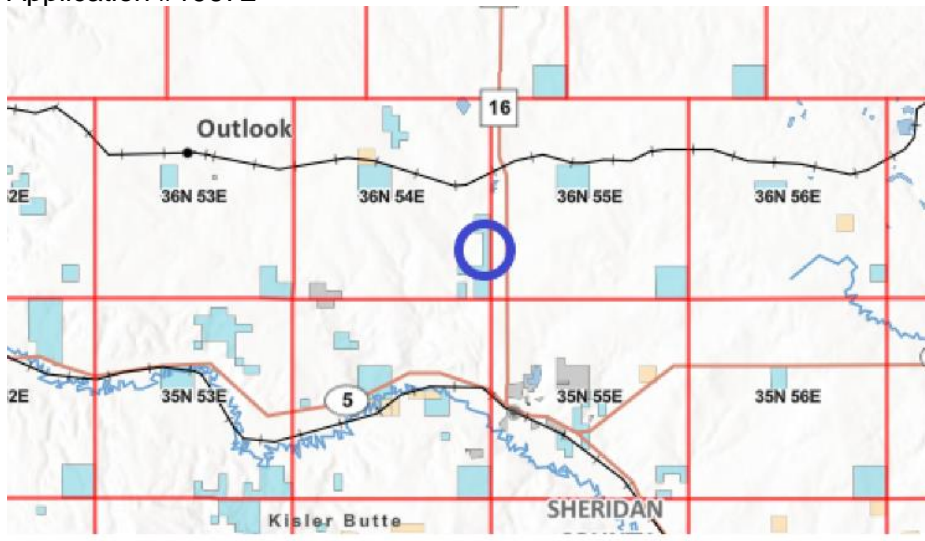 16
Outlook
2E
36N 53E
36N 54E
36N 55E
36N 56E
2E
35N 53E
5
35N 55E
35N 56E
Kisler Butte
SHERIDAN